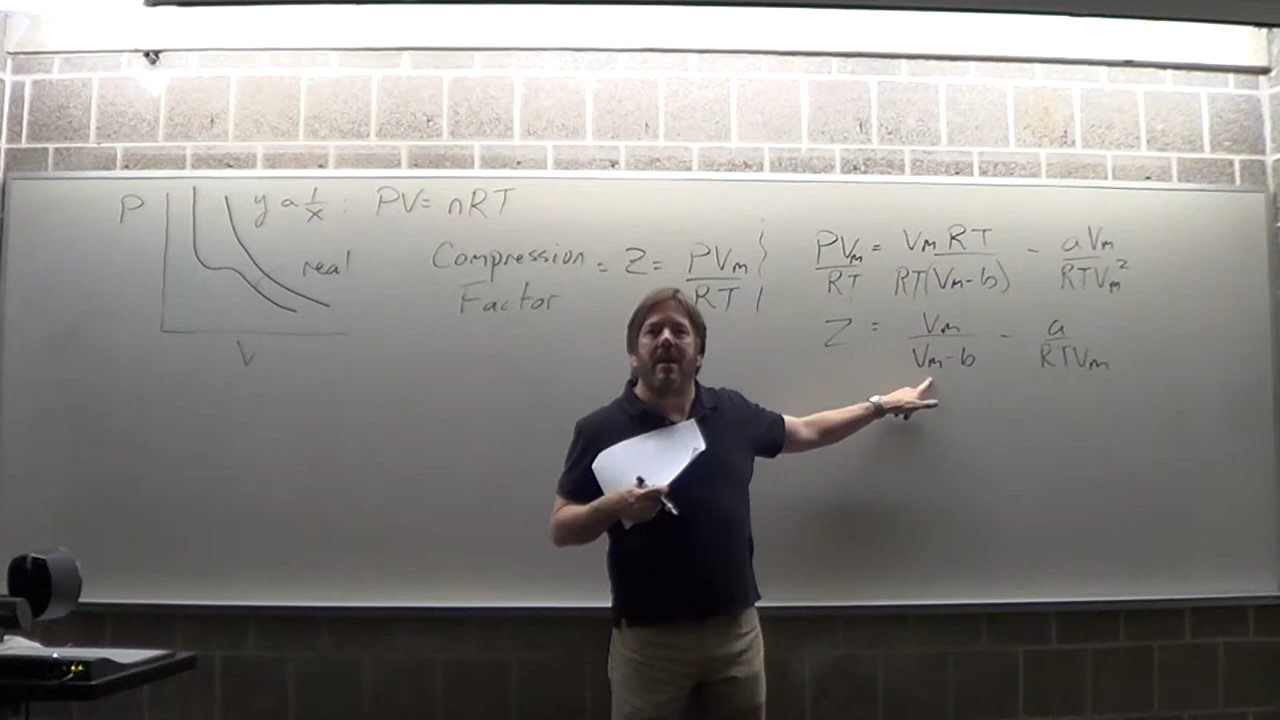 P
y α 1/x : PV = nRT
real
V
Compression Factor = Z = PVm/RT
PVm/RT = VmRT/RT(Vm-b) - aVm/RTVm²
Z = Vm/Vm-b - a/RTVm